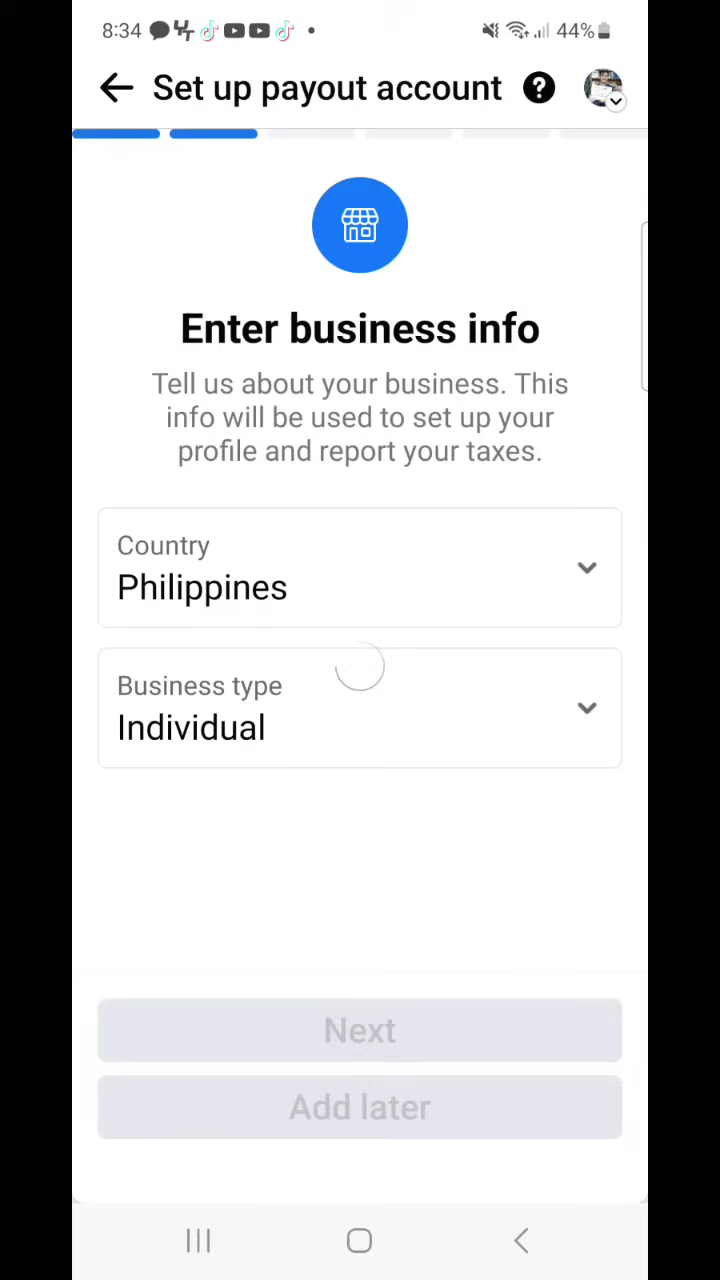 8:34 44%
Set up payout account ?
Enter business info
Tell us about your business. This
info will be used to set up your
profile and report your taxes.
Country
Philippines
Business type
Individual
Next
Add later